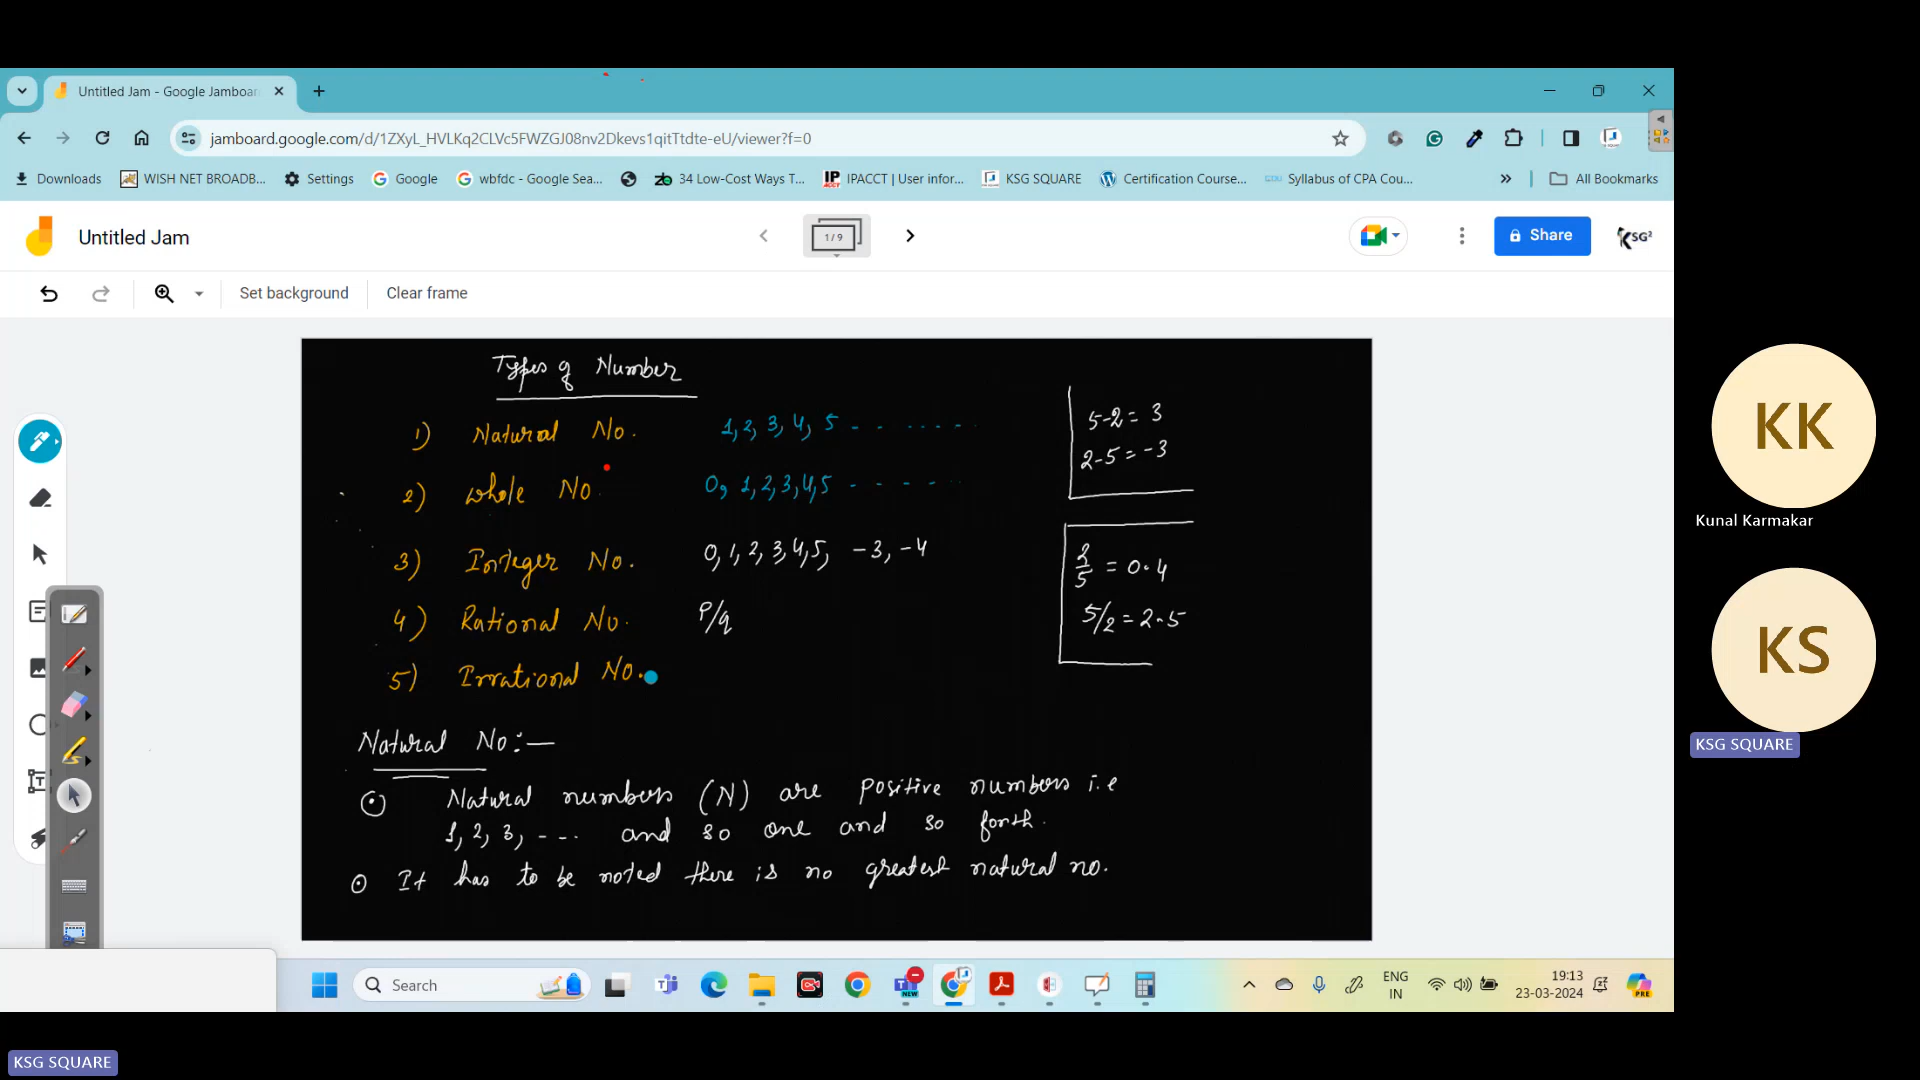 Untitled Jam - Google Jamboar
jamboard.google.com/d/1ZXyL_HVLKq2CLVc5FWZGJ08nv2Dkevs1qitTtdte-eU/viewer?f=0
Downloads WISH NET BROADB... Settings Google wbfdc - Google Sea... 34 Low-Cost Ways T... IPACCT | User infor... KSG SQUARE Certification Course... Syllabus of CPA Cou... » All Bookmarks
Untitled Jam
1 / 9
Share
KSG²
Set background Clear frame
Types of Number
1) Natural No. 1, 2, 3, 4, 5 - - - - - - -
2) Whole No 0, 1, 2, 3, 4, 5 - - - - -
3) Integer No. 0, 1, 2, 3, 4, 5, -3, -4
4) Rational No. P/q
5) Irrational No.
5-2 = 3
2-5 = -3
2/5 = 0.4
5/2 = 2.5
Natural No:—
Natural numbers (N) are positive numbers i.e
1, 2, 3, - - - and so one and so forth.
It has to be noted there is no greatest natural no.
KK
Kunal Karmakar
KS
KSG SQUARE
Search
NEW
ENG
IN
19:13
23-03-2024
PRE
KSG SQUARE